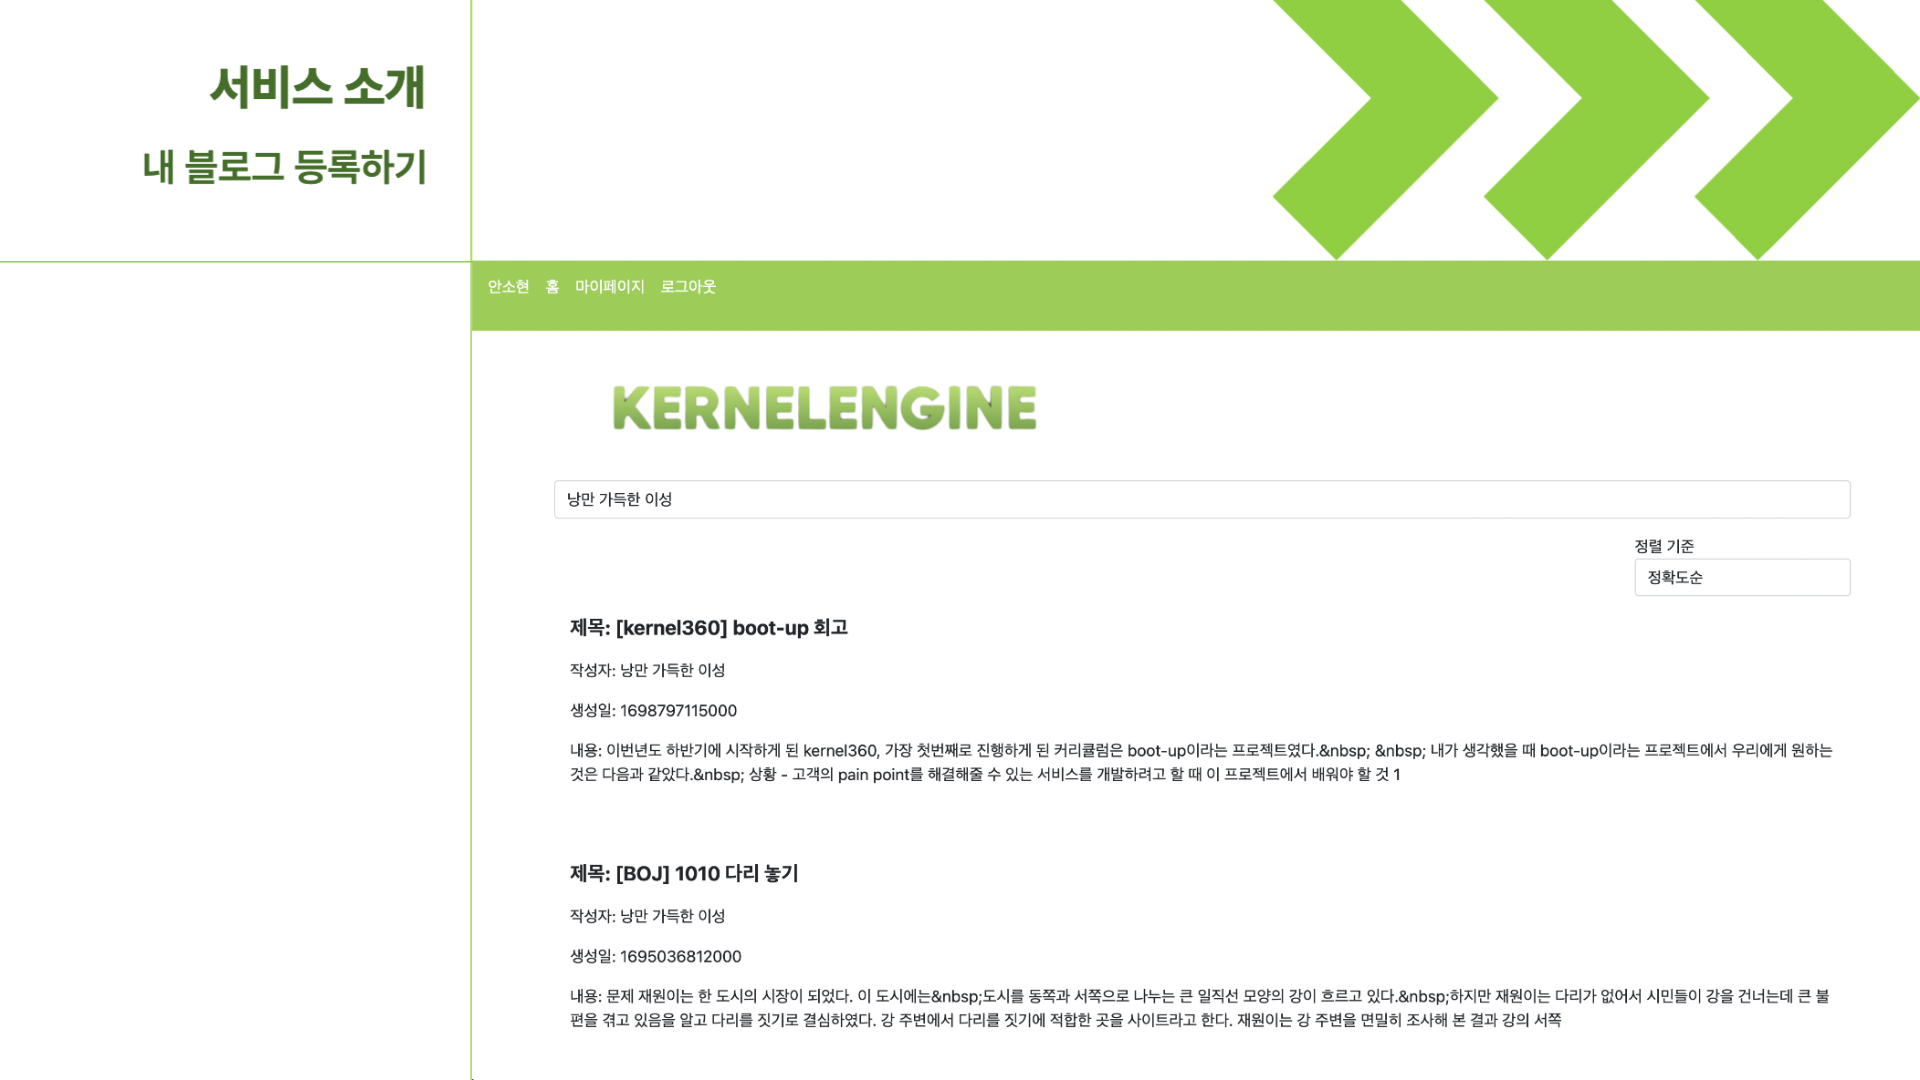 서비스 소개
내 블로그 등록하기
안소현 홈 마이페이지 로그아웃
KERNELENGINE
낭만 가득한 이성
정렬 기준
정확도순
제목: [kernel360] boot-up 회고
작성자: 낭만 가득한 이성
생성일: 1698797115000
내용: 이번년도 하반기에 시작하게 된 kernel360, 가장 첫번째로 진행하게 된 커리큘럼은 boot-up이라는 프로젝트였다.&nbsp; &nbsp; 내가 생각했을 때 boot-up이라는 프로젝트에서 우리에게 원하는
것은 다음과 같았다.&nbsp; 상황 - 고객의 pain point를 해결해줄 수 있는 서비스를 개발하려고 할 때 이 프로젝트에서 배워야 할 것 1
제목: [BOJ] 1010 다리 놓기
작성자: 낭만 가득한 이성
생성일: 1695036812000
내용: 문제 재원이는 한 도시의 시장이 되었다. 이 도시에는&nbsp;도시를 동쪽과 서쪽으로 나누는 큰 일직선 모양의 강이 흐르고 있다.&nbsp;하지만 재원이는 다리가 없어서 시민들이 강을 건너는데 큰 불
편을 겪고 있음을 알고 다리를 짓기로 결심하였다. 강 주변에서 다리를 짓기에 적합한 곳을 사이트라고 한다. 재원이는 강 주변을 면밀히 조사해 본 결과 강의 서쪽